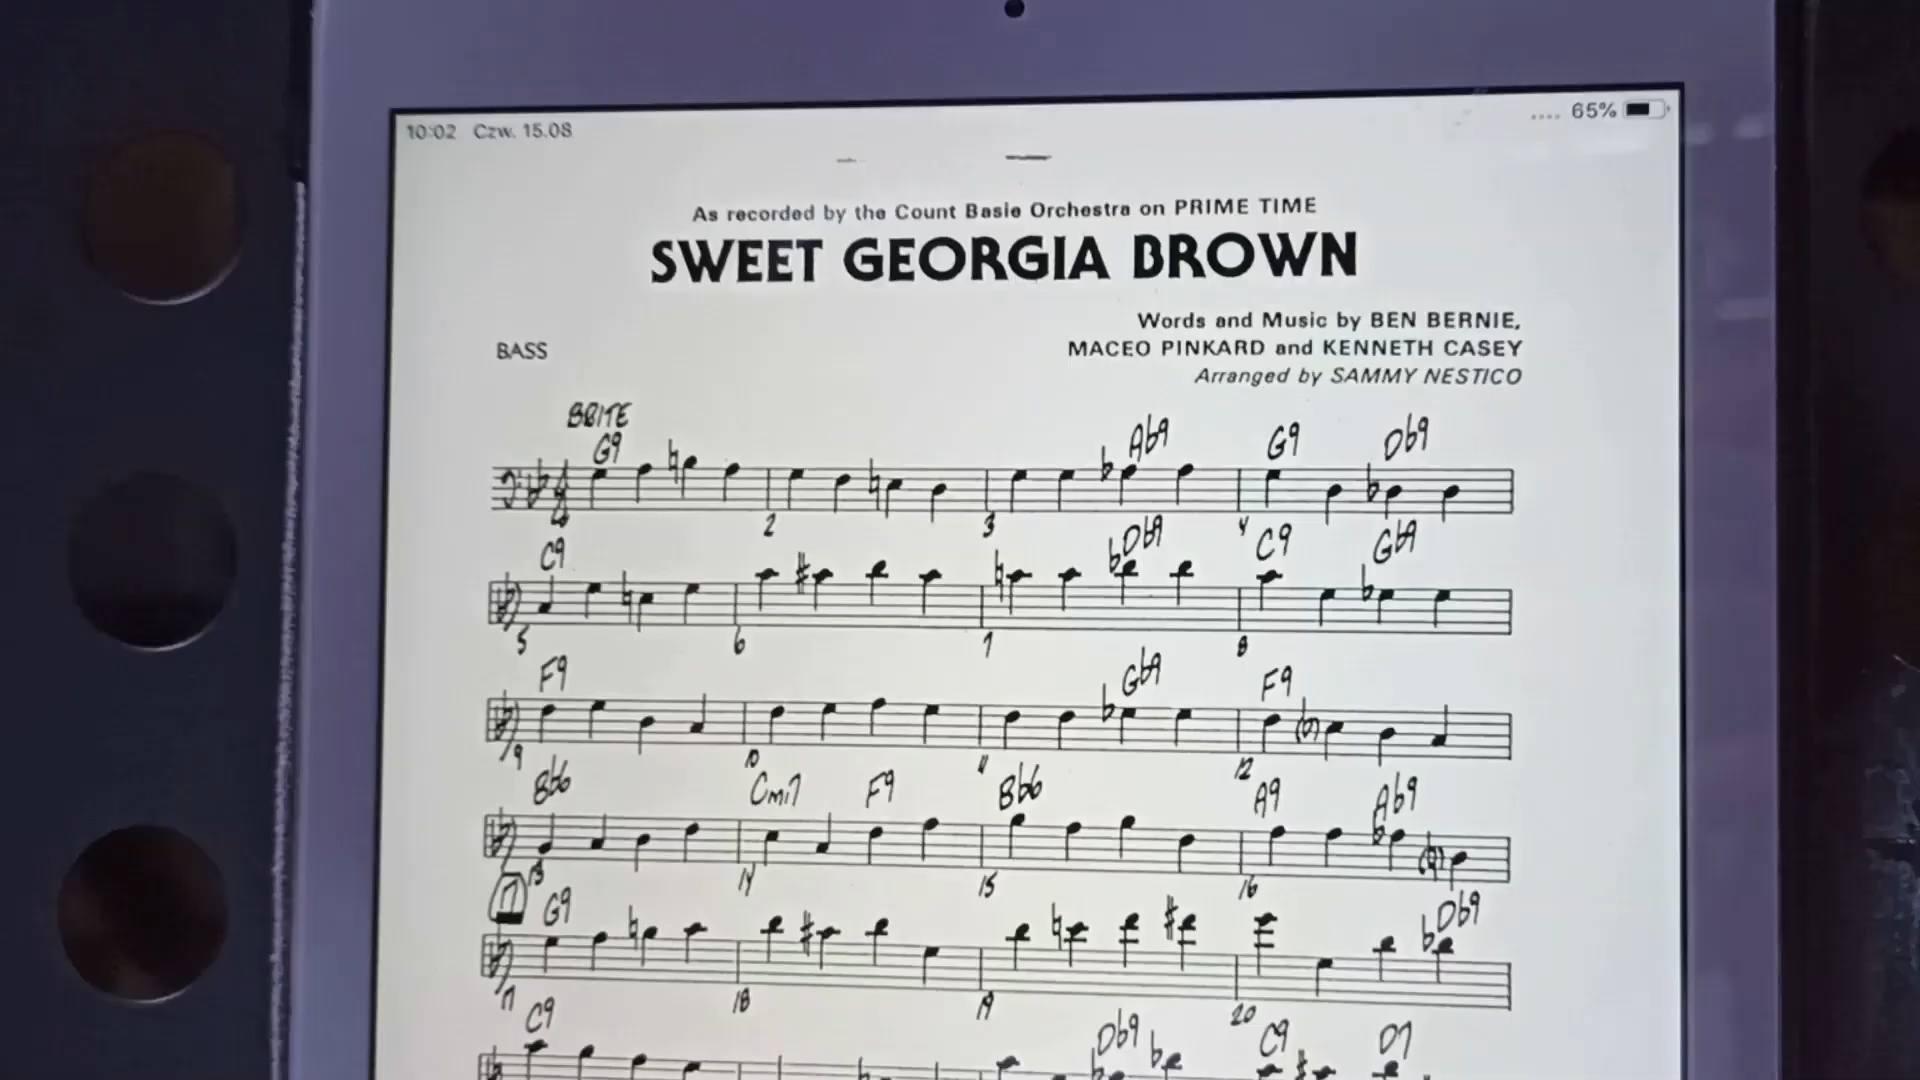 10:02 Czw. 15.08 65%
As recorded by the Count Basie Orchestra on PRIME TIME
SWEET GEORGIA BROWN
Words and Music by BEN BERNIE,
BASS MACEO PINKARD and KENNETH CASEY
Arranged by SAMMY NESTICO
BRITE
G9 Ab9 G9 Db9
2 3 4
C9 Db9 C9 Gb9
5 6 7 8
F9 Gb9 F9
9 10 11 12
Bb6 Cmi7 F9 Bb6 A9 Ab9
13 14 15 16
17 G9 Db9
17 18 19 20
C9 Db9 C9 D7